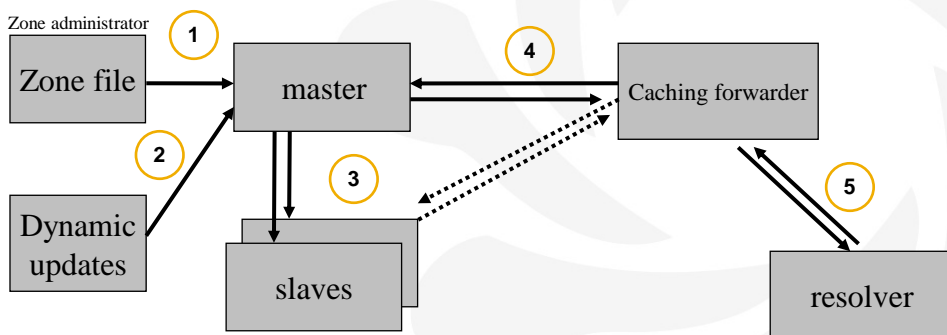 Zone administrator
1
Zone file
master
4
Caching forwarder
2
3
5
Dynamic
updates
slaves
resolver